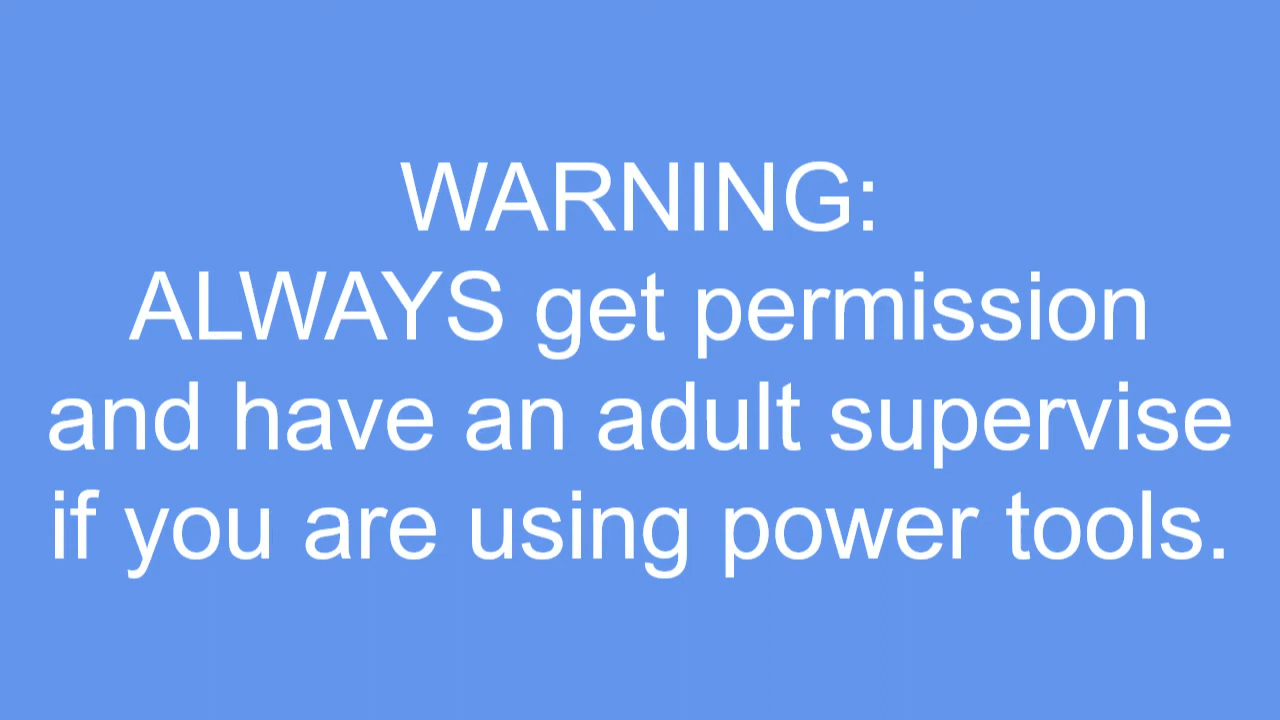 WARNING:
ALWAYS get permission
and have an adult supervise
if you are using power tools.